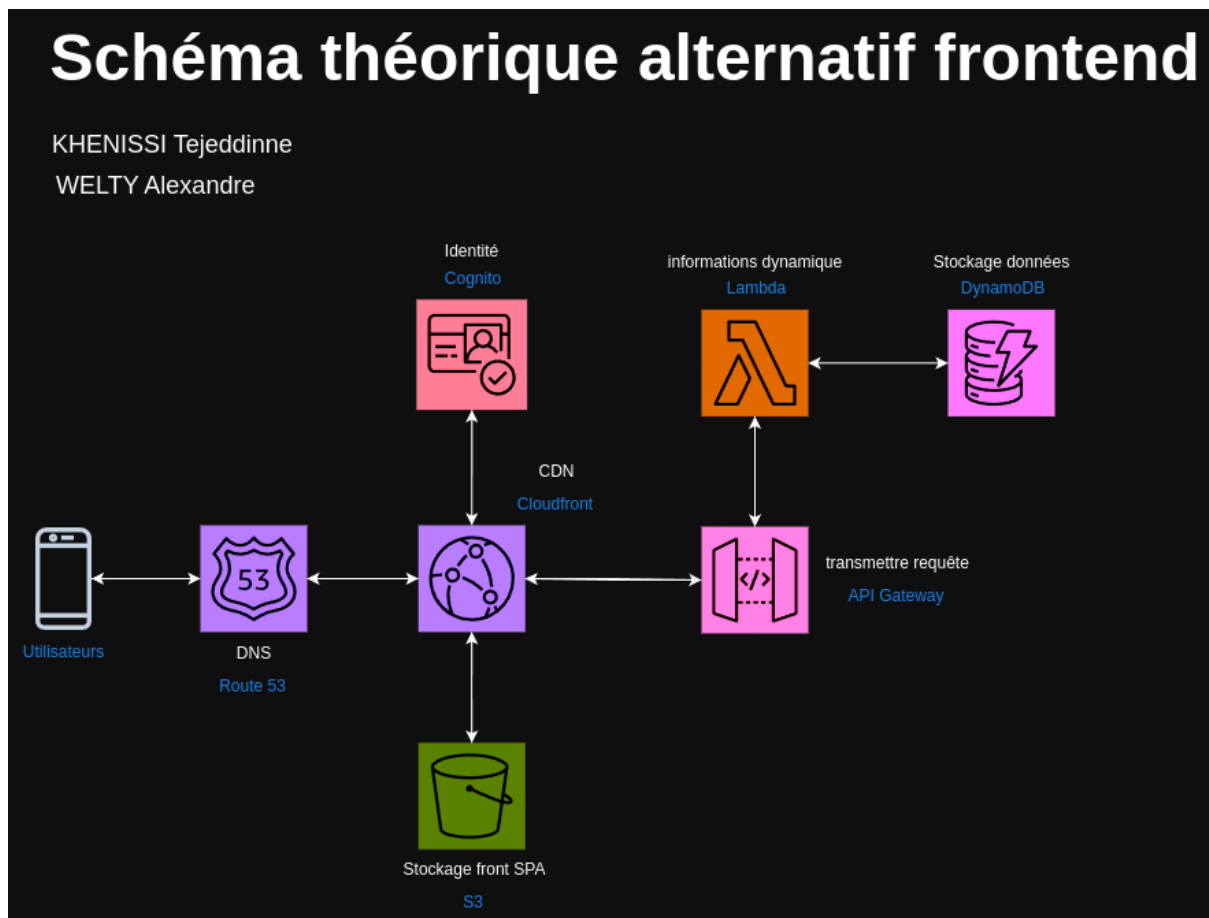 Schéma théorique alternatif frontend
KHENISSI Tejeddinne
WELTY Alexandre
Identité
Cognito
informations dynamique
Lambda
Stockage données
DynamoDB
CDN
Cloudfront
Utilisateurs
53
DNS
Route 53
</>
transmettre requête
API Gateway
Stockage front SPA
S3